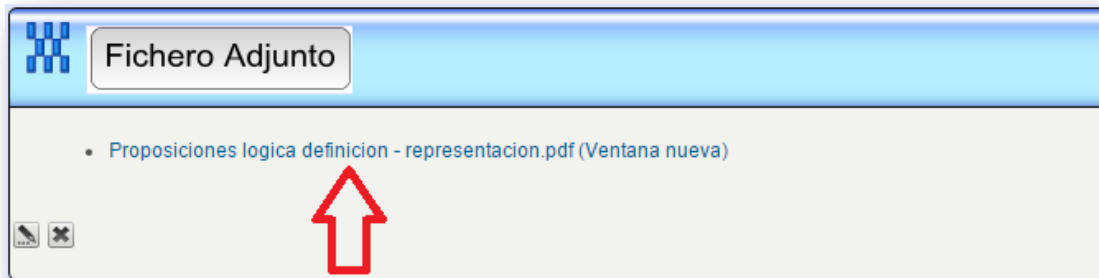 Fichero Adjunto
Proposiciones logica definicion - representacion.pdf (Ventana nueva)